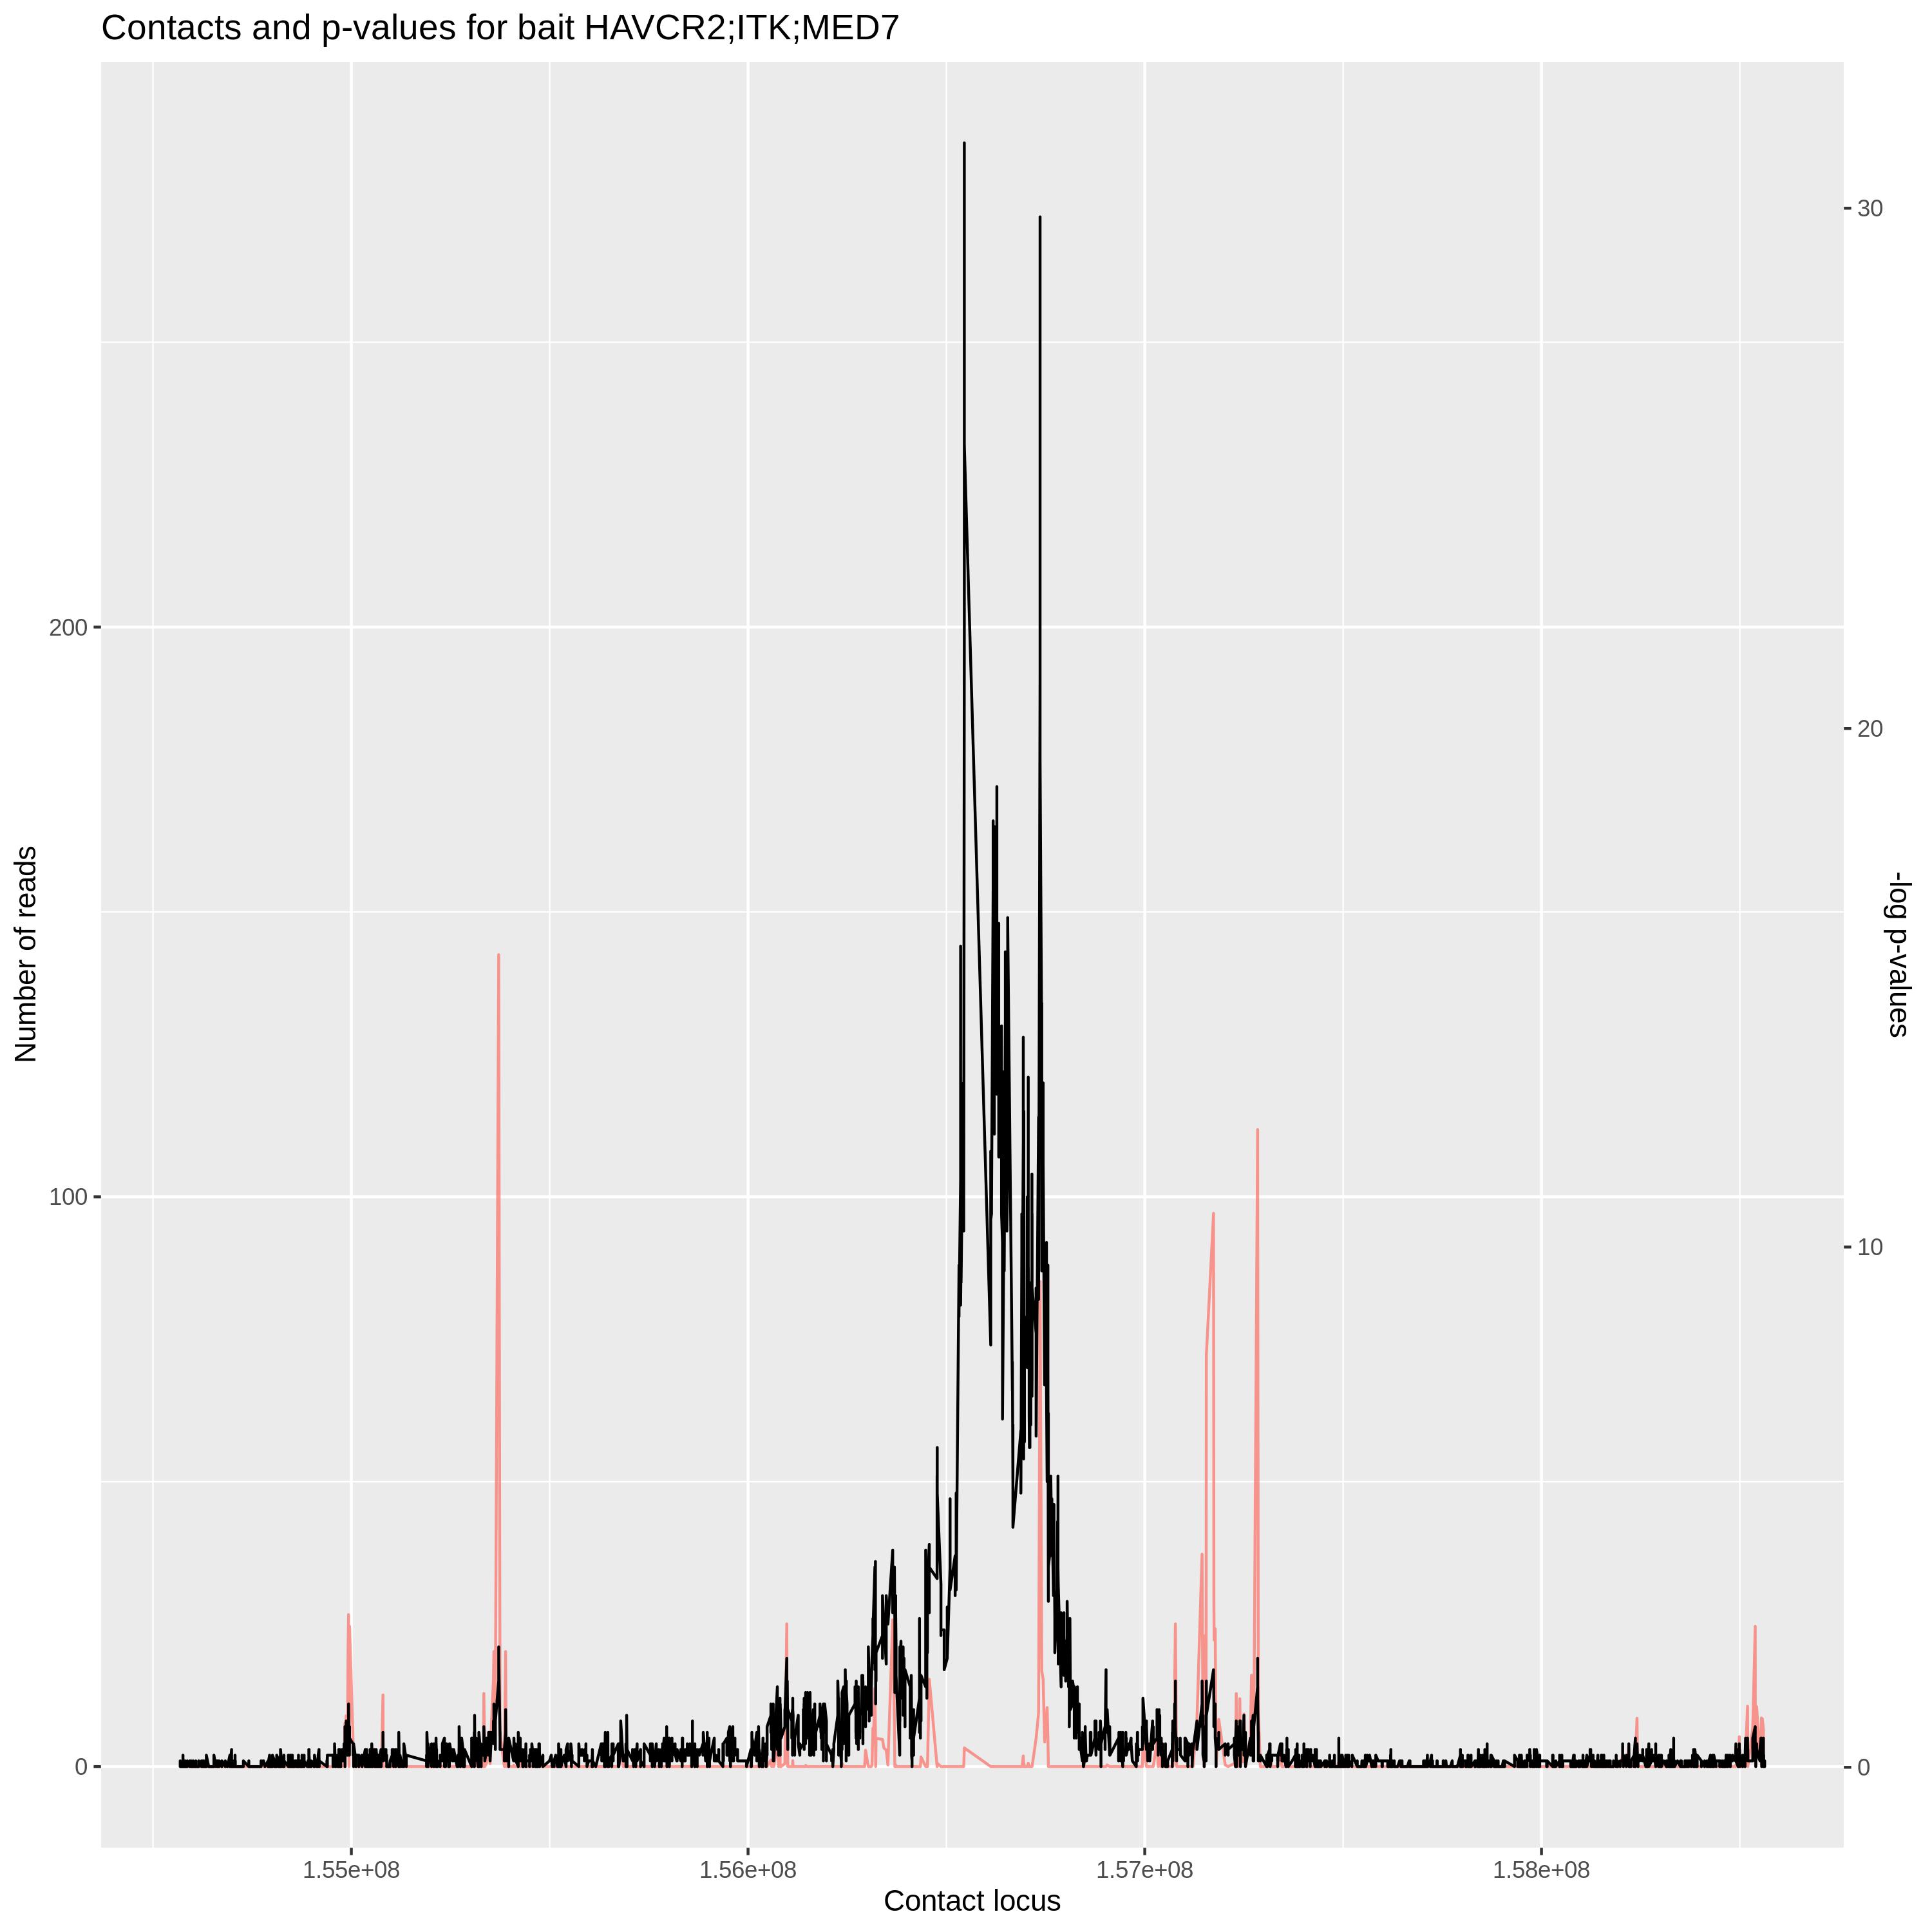 Contacts and p-values for bait HAVCR2;ITK;MED7
30
200
20
Number of reads
-log p-values
100
10
0
0
1.55e+08
1.56e+08
1.57e+08
1.58e+08
Contact locus